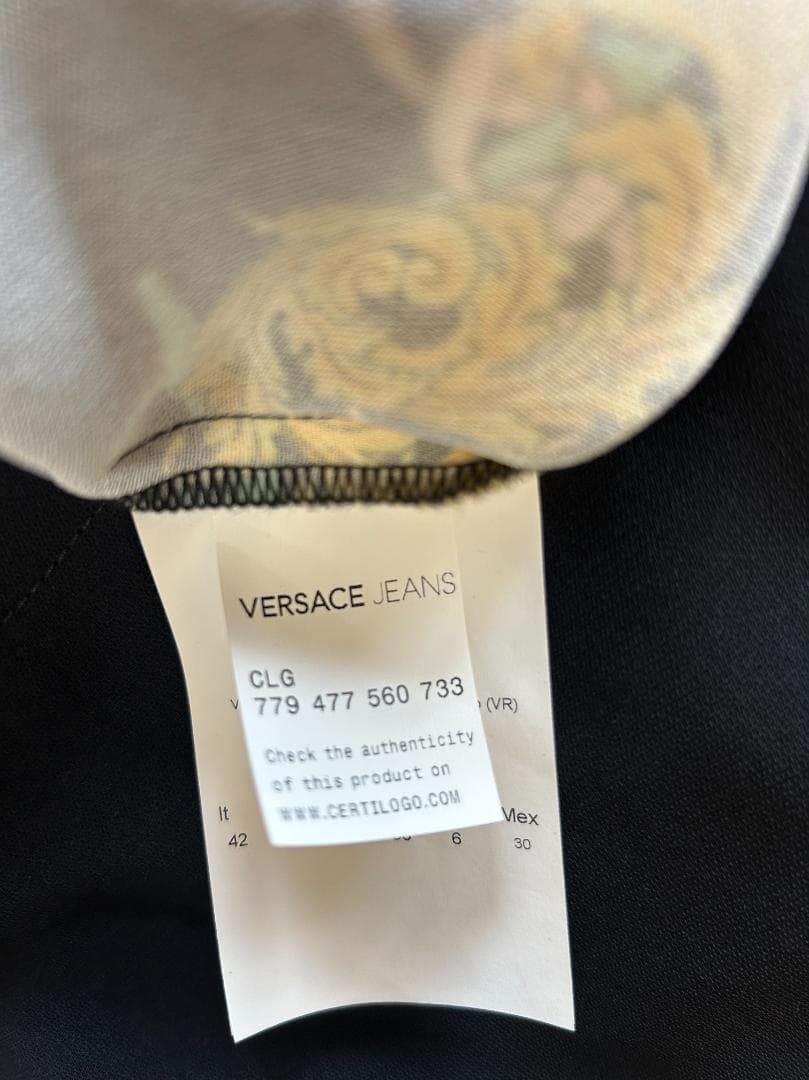 VERSACE JEANS
CLG
779 477 560 733
Check the authenticity
of this product on
WWW.CERTILOGO.COM
(VR)
It Mex
42 6 30